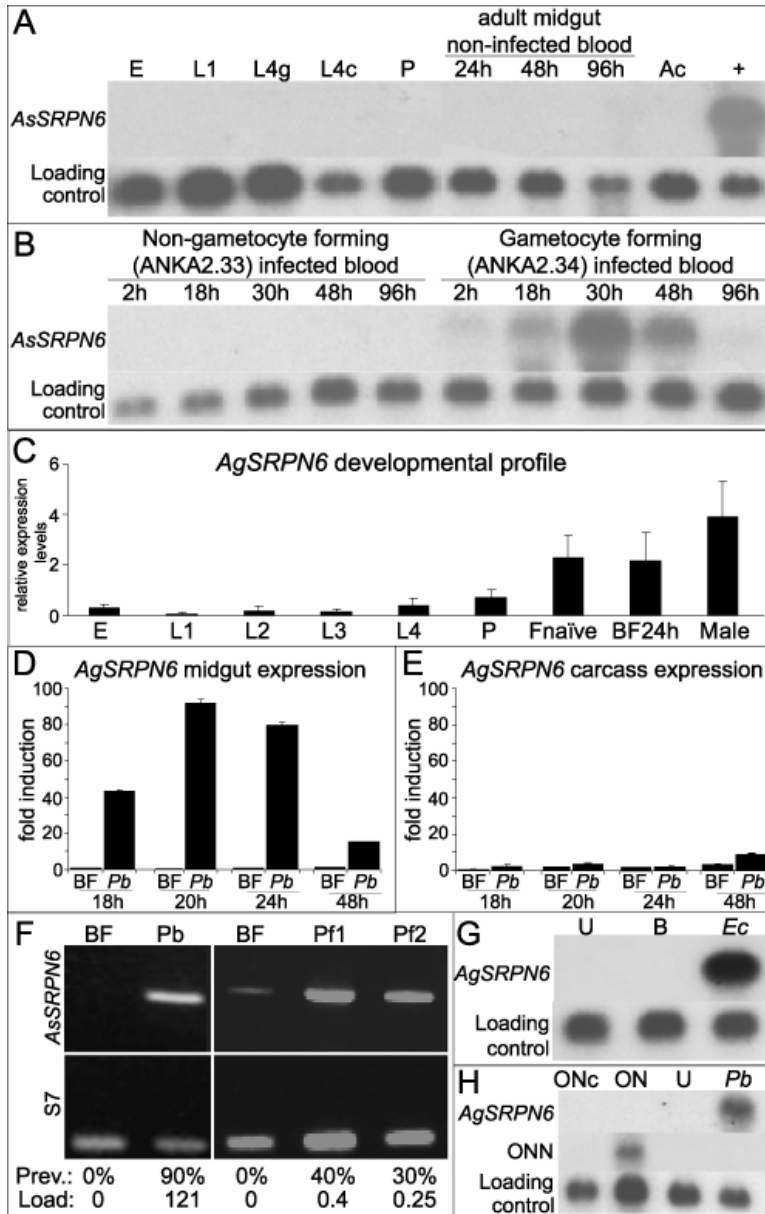 A
adult midgut
non-infected blood
E L1 L4g L4c P 24h 48h 96h Ac +
AsSRPN6
Loading
control
B
Non-gametocyte forming
(ANKA2.33) infected blood
Gametocyte forming
(ANKA2.34) infected blood
2h 18h 30h 48h 96h 2h 18h 30h 48h 96h
AsSRPN6
Loading
control
C
AgSRPN6 developmental profile
relative expression
levels
6
4
2
0
E L1 L2 L3 L4 P Fnaïve BF24h Male
D
AgSRPN6 midgut expression
fold induction
100
80
60
40
20
0
BF Pb BF Pb BF Pb BF Pb
18h 20h 24h 48h
E
AgSRPN6 carcass expression
fold induction
100
80
60
40
20
0
BF Pb BF Pb BF Pb BF Pb
18h 20h 24h 48h
F
BF Pb BF Pf1 Pf2
AsSRPN6
S7
Prev.: 0% 90% 0% 40% 30%
Load: 0 121 0 0.4 0.25
G
U B Ec
AgSRPN6
Loading
control
H
ONc ON U Pb
AgSRPN6
ONN
Loading
control